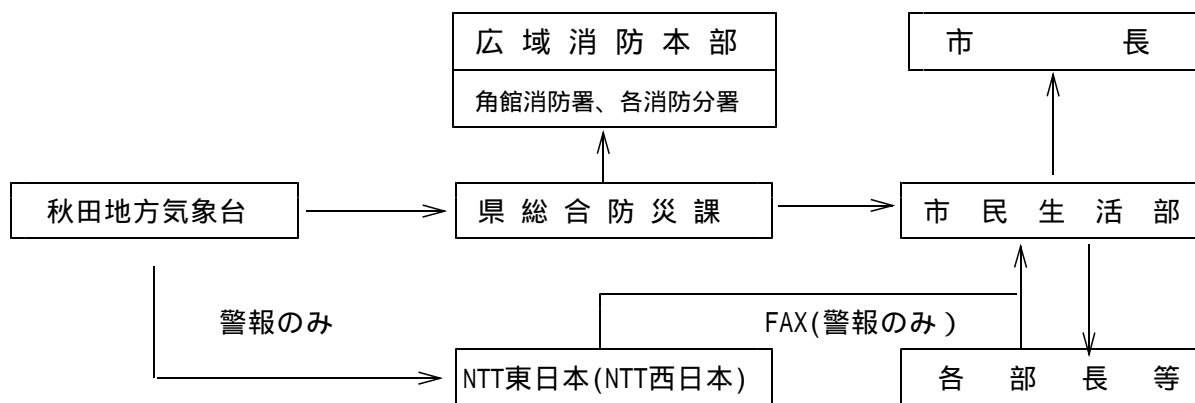 広域消防本部
市長
角館消防署、各消防分署
秋田地方気象台
県総合防災課
市民生活部
警報のみ
FAX(警報のみ)
NTT東日本(NTT西日本)
各部長等